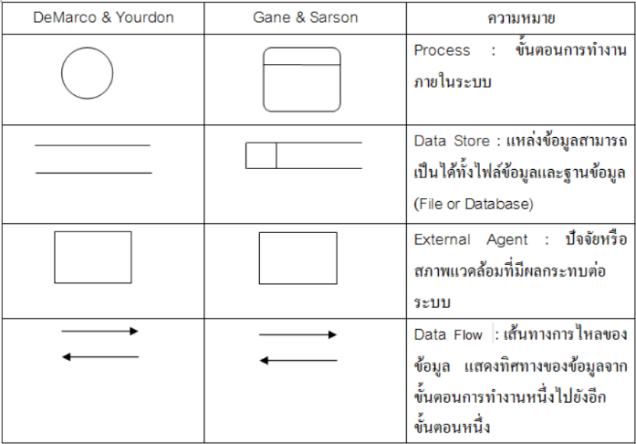 DeMarco & Yourdon
Gane & Sarson
ความหมาย
Process : ขั้นตอนการทำงาน
ภายในระบบ
Data Store : แหล่งข้อมูลสามารถ
เป็นได้ทั้งไฟล์ข้อมูลและฐานข้อมูล
(File or Database)
External Agent : ปัจจัยหรือ
สภาพแวดล้อมที่มีผลกระทบต่อ
ระบบ
Data Flow : เส้นทางการไหลของ
ข้อมูล แสดงทิศทางของข้อมูลจาก
ขั้นตอนการทำงานหนึ่งไปยังอีก
ขั้นตอนหนึ่ง